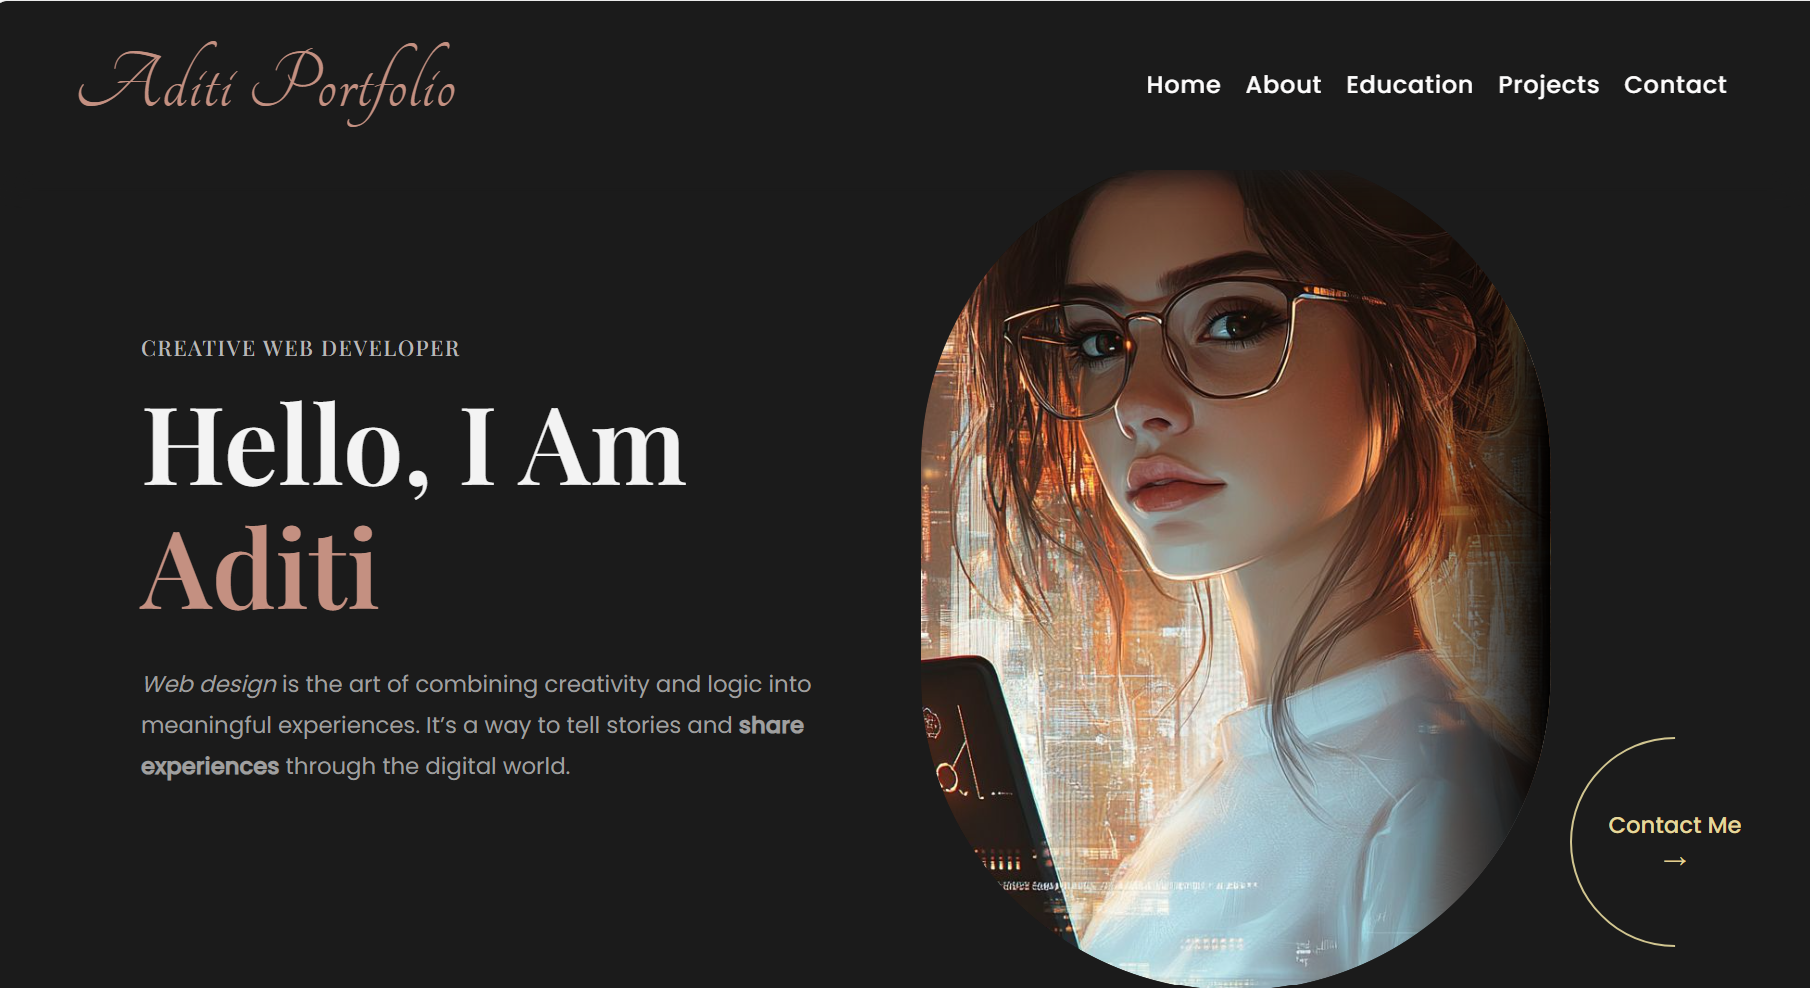 Aditi Portfolio
Home About Education Projects Contact
CREATIVE WEB DEVELOPER
Hello, I Am
Aditi
Web design is the art of combining creativity and logic into
meaningful experiences. It’s a way to tell stories and share
experiences through the digital world.
Contact Me
→